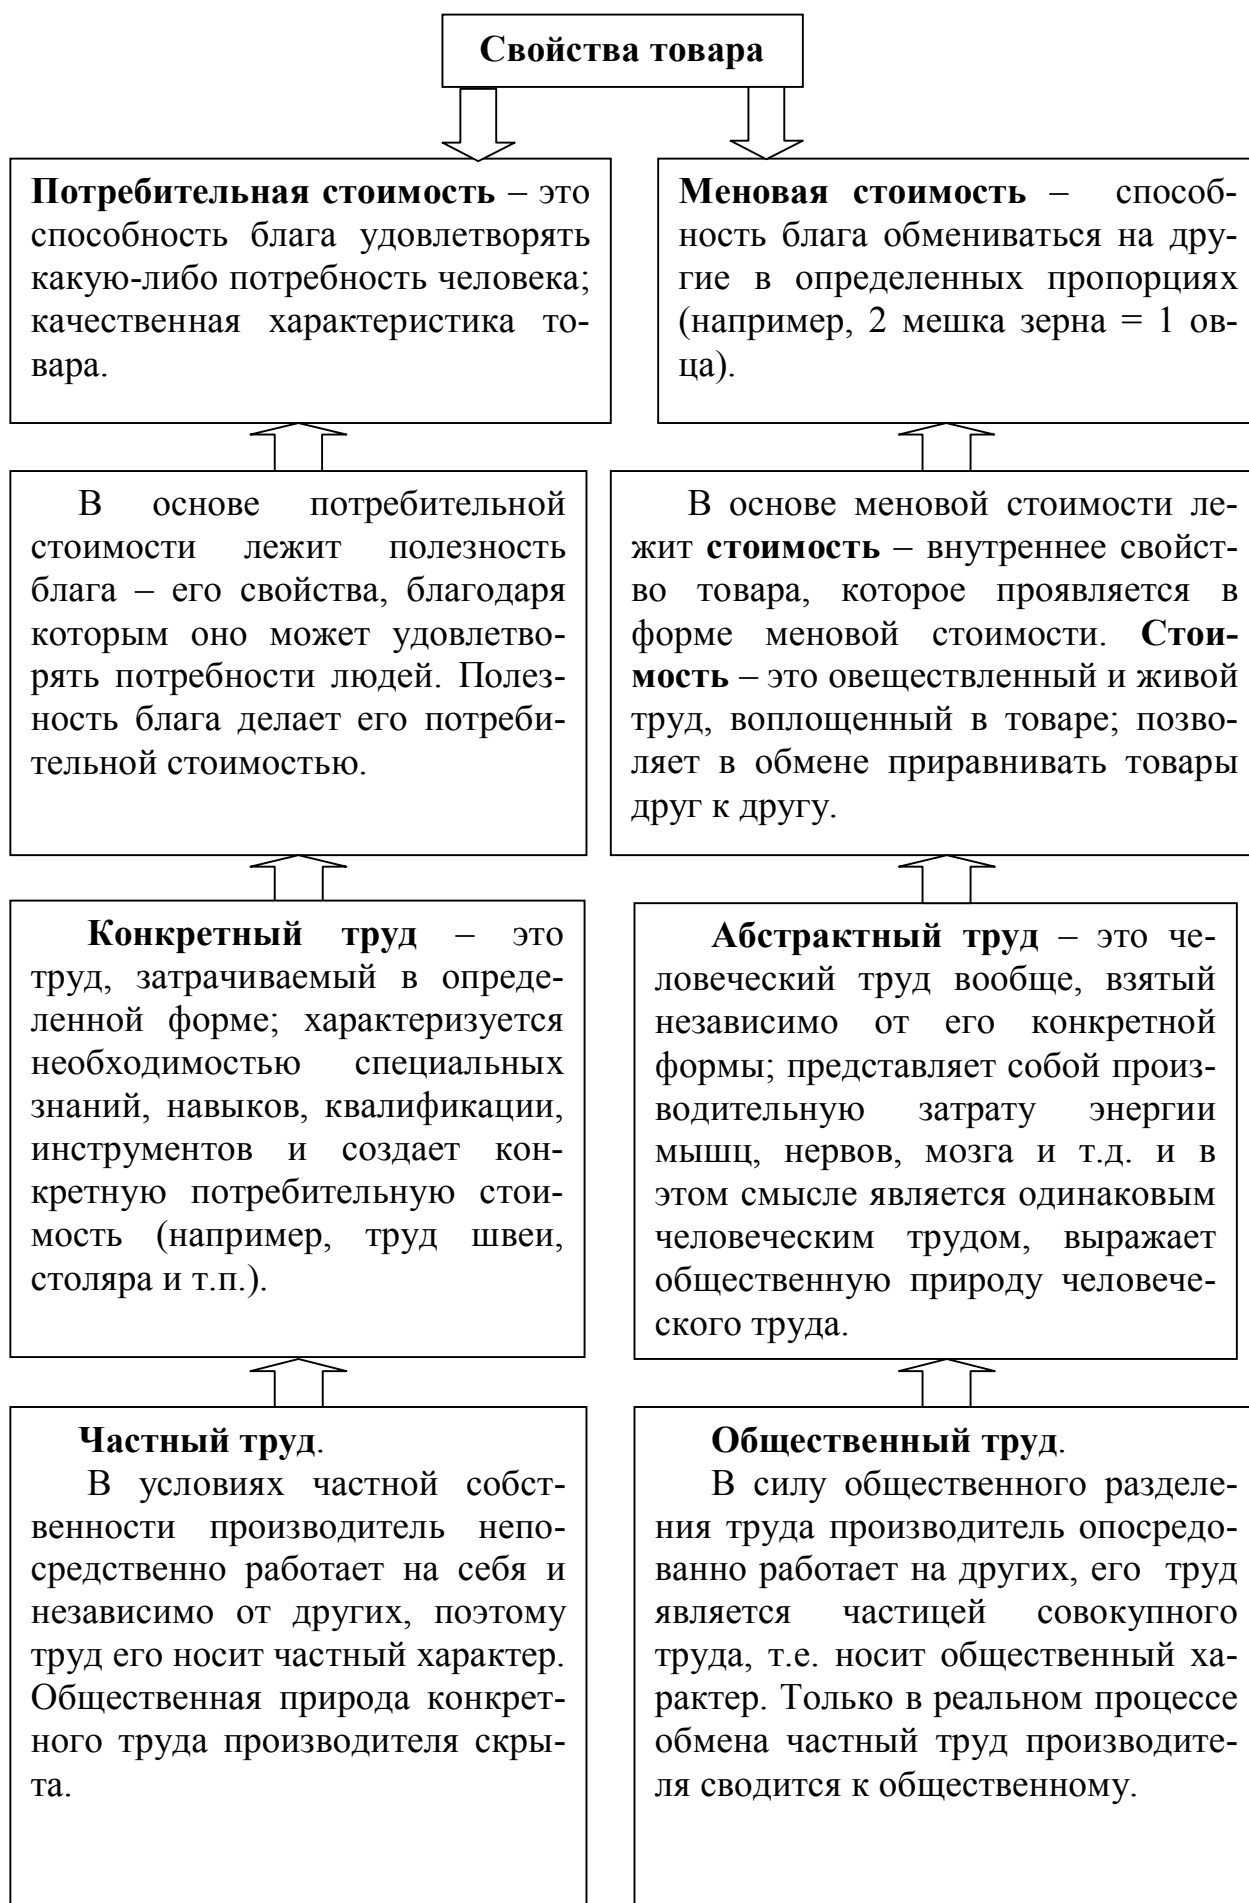 Свойства товара
Потребительная стоимость – это
способность блага удовлетворять
какую-либо потребность человека;
качественная характеристика то-
вара.
Меновая стоимость – способ-
ность блага обмениваться на дру-
гие в определенных пропорциях
(например, 2 мешка зерна = 1 ов-
ца).
В основе потребительной
стоимости лежит полезность
блага – его свойства, благодаря
которым оно может удовлетво-
рять потребности людей. Полез-
ность блага делает его потреби-
тельной стоимостью.
В основе меновой стоимости ле-
жит стоимость – внутреннее свойст-
во товара, которое проявляется в
форме меновой стоимости. Стои-
мость – это овеществленный и живой
труд, воплощенный в товаре; позво-
ляет в обмене приравнивать товары
друг к другу.
Конкретный труд – это
труд, затрачиваемый в опреде-
ленной форме; характеризуется
необходимостью специальных
знаний, навыков, квалификации,
инструментов и создает кон-
кретную потребительную стои-
мость (например, труд швеи,
столяра и т.п.).
Абстрактный труд – это че-
ловеческий труд вообще, взятый
независимо от его конкретной
формы; представляет собой произ-
водительную затрату энергии
мышц, нервов, мозга и т.д. и в
этом смысле является одинаковым
человеческим трудом, выражает
общественную природу человече-
ского труда.
Частный труд.
В условиях частной собст-
венности производитель непо-
средственно работает на себя и
независимо от других, поэтому
труд его носит частный характер.
Общественная природа конкрет-
ного труда производителя скры-
та.
Общественный труд.
В силу общественного разделе-
ния труда производитель опосредо-
ванно работает на других, его труд
является частицей совокупного
труда, т.е. носит общественный ха-
рактер. Только в реальном процессе
обмена частный труд производите-
ля сводится к общественному.